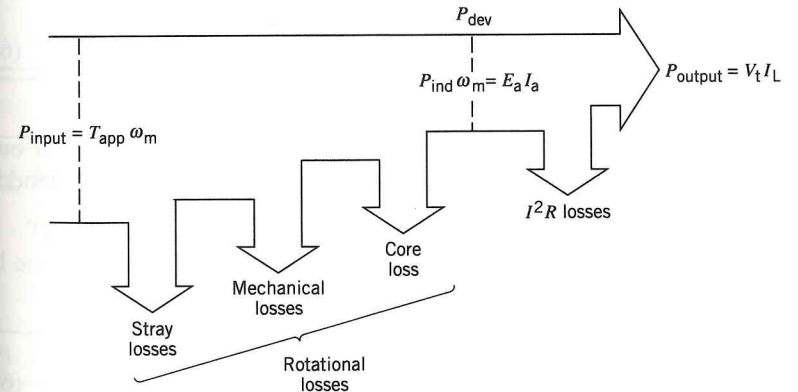 P_dev
P_ind ω_m = E_a I_a
P_output = V_t I_L
P_input = T_app ω_m
I²R losses
Core
loss
Mechanical
losses
Stray
losses
Rotational
losses